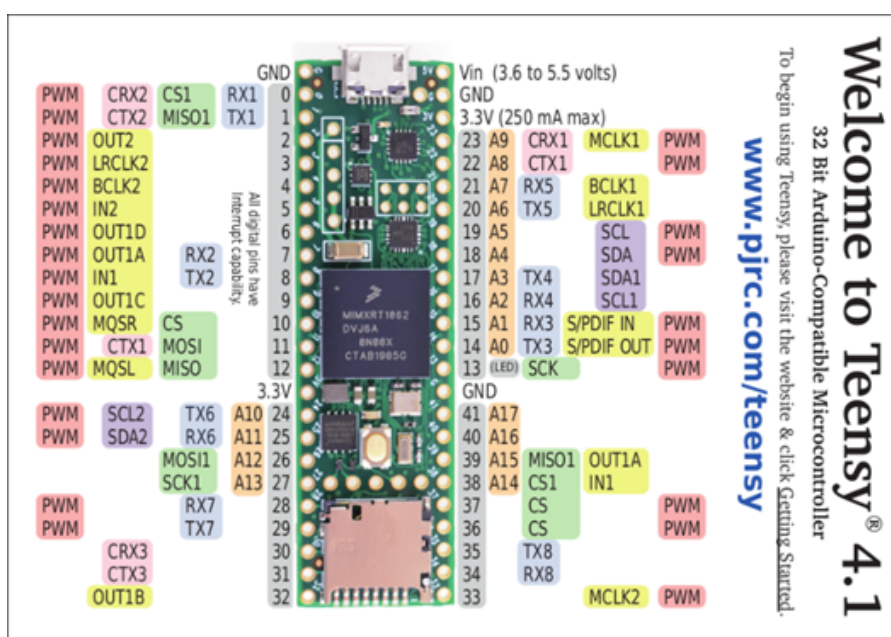 GND
PWM CRX2 CS1 RX1 0
PWM CTX2 MISO1 TX1 1
PWM OUT2 2
PWM LRCLK2 3
PWM BCLK2 4
PWM IN2 5
PWM OUT1D 6
PWM OUT1A RX2 7
PWM IN1 TX2 8
PWM OUT1C 9
PWM MQSR CS 10
PWM CTX1 MOSI 11
PWM MQSL MISO 12
3.3V
PWM SCL2 TX6 A10 24
PWM SDA2 RX6 A11 25
MOSI1 A12 26
SCK1 A13 27
PWM RX7 28
PWM TX7 29
CRX3 30
CTX3 31
OUT1B 32
All digital pins have
Interrupt capability.
MIMXRT1062
DVJ6A
0N00X
CTAB1905G
Vin (3.6 to 5.5 volts)
GND
3.3V (250 mA max)
23 A9 CRX1 MCLK1 PWM
22 A8 CTX1 PWM
21 A7 RX5 BCLK1
20 A6 TX5 LRCLK1
19 A5 SCL PWM
18 A4 SDA PWM
17 A3 TX4 SDA1
16 A2 RX4 SCL1
15 A1 RX3 S/PDIF IN PWM
14 A0 TX3 S/PDIF OUT PWM
13 (LED) SCK PWM
GND
41 A17
40 A16
39 A15 MISO1 OUT1A
38 A14 CS1 IN1
37 CS PWM
36 CS PWM
35 TX8
34 RX8
33 MCLK2 PWM
Welcome to Teensy® 4.1
32 Bit Arduino-Compatible Microcontroller
To begin using Teensy, please visit the website & click Getting Started.
www.pjrc.com/teensy